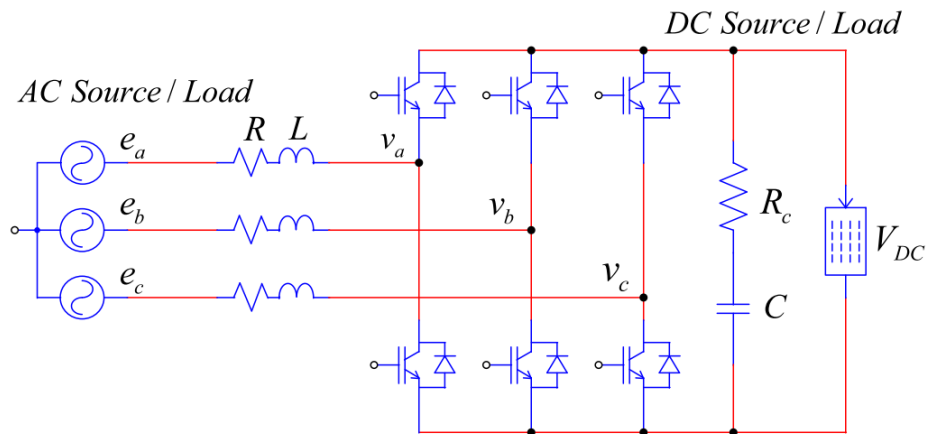 DC Source / Load
AC Source / Load
e_a R L v_a
e_b v_b R_c V_DC
e_c v_c C